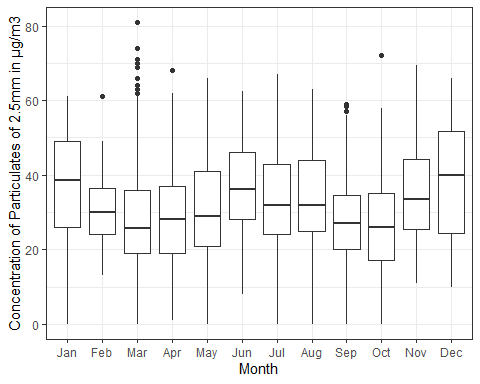 Concentration of Particulates of 2.5mm in µg/m3
80
60
40
20
0
Jan Feb Mar Apr May Jun Jul Aug Sep Oct Nov Dec
Month